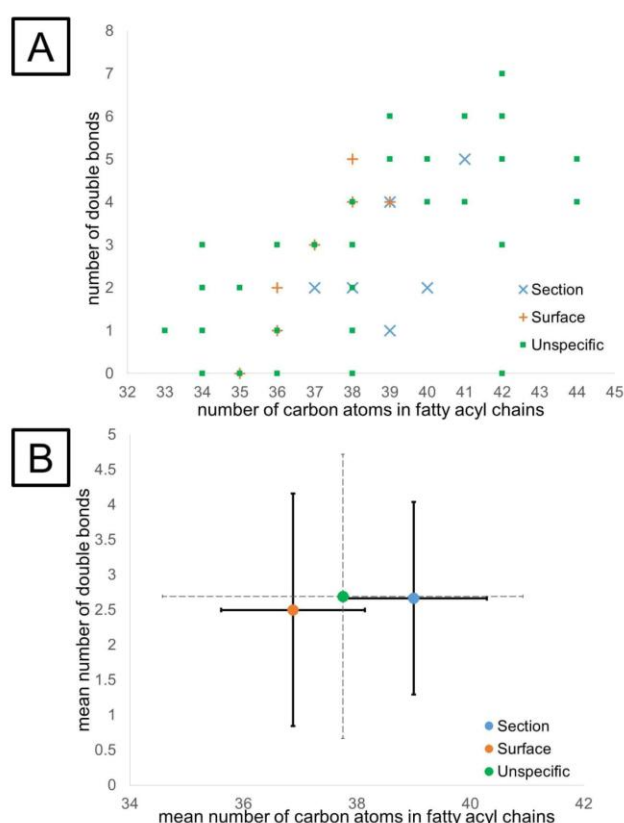 A
number of double bonds
7
6
5
4
3
2
1
0
32 33 34 35 36 37 38 39 40 41 42 43 44 45
number of carbon atoms in fatty acyl chains
Section
Surface
Unspecific
B
mean number of double bonds
5
4.5
4
3.5
3
2.5
2
1.5
1
0.5
0
34 36 38 40 42
mean number of carbon atoms in fatty acyl chains
Section
Surface
Unspecific